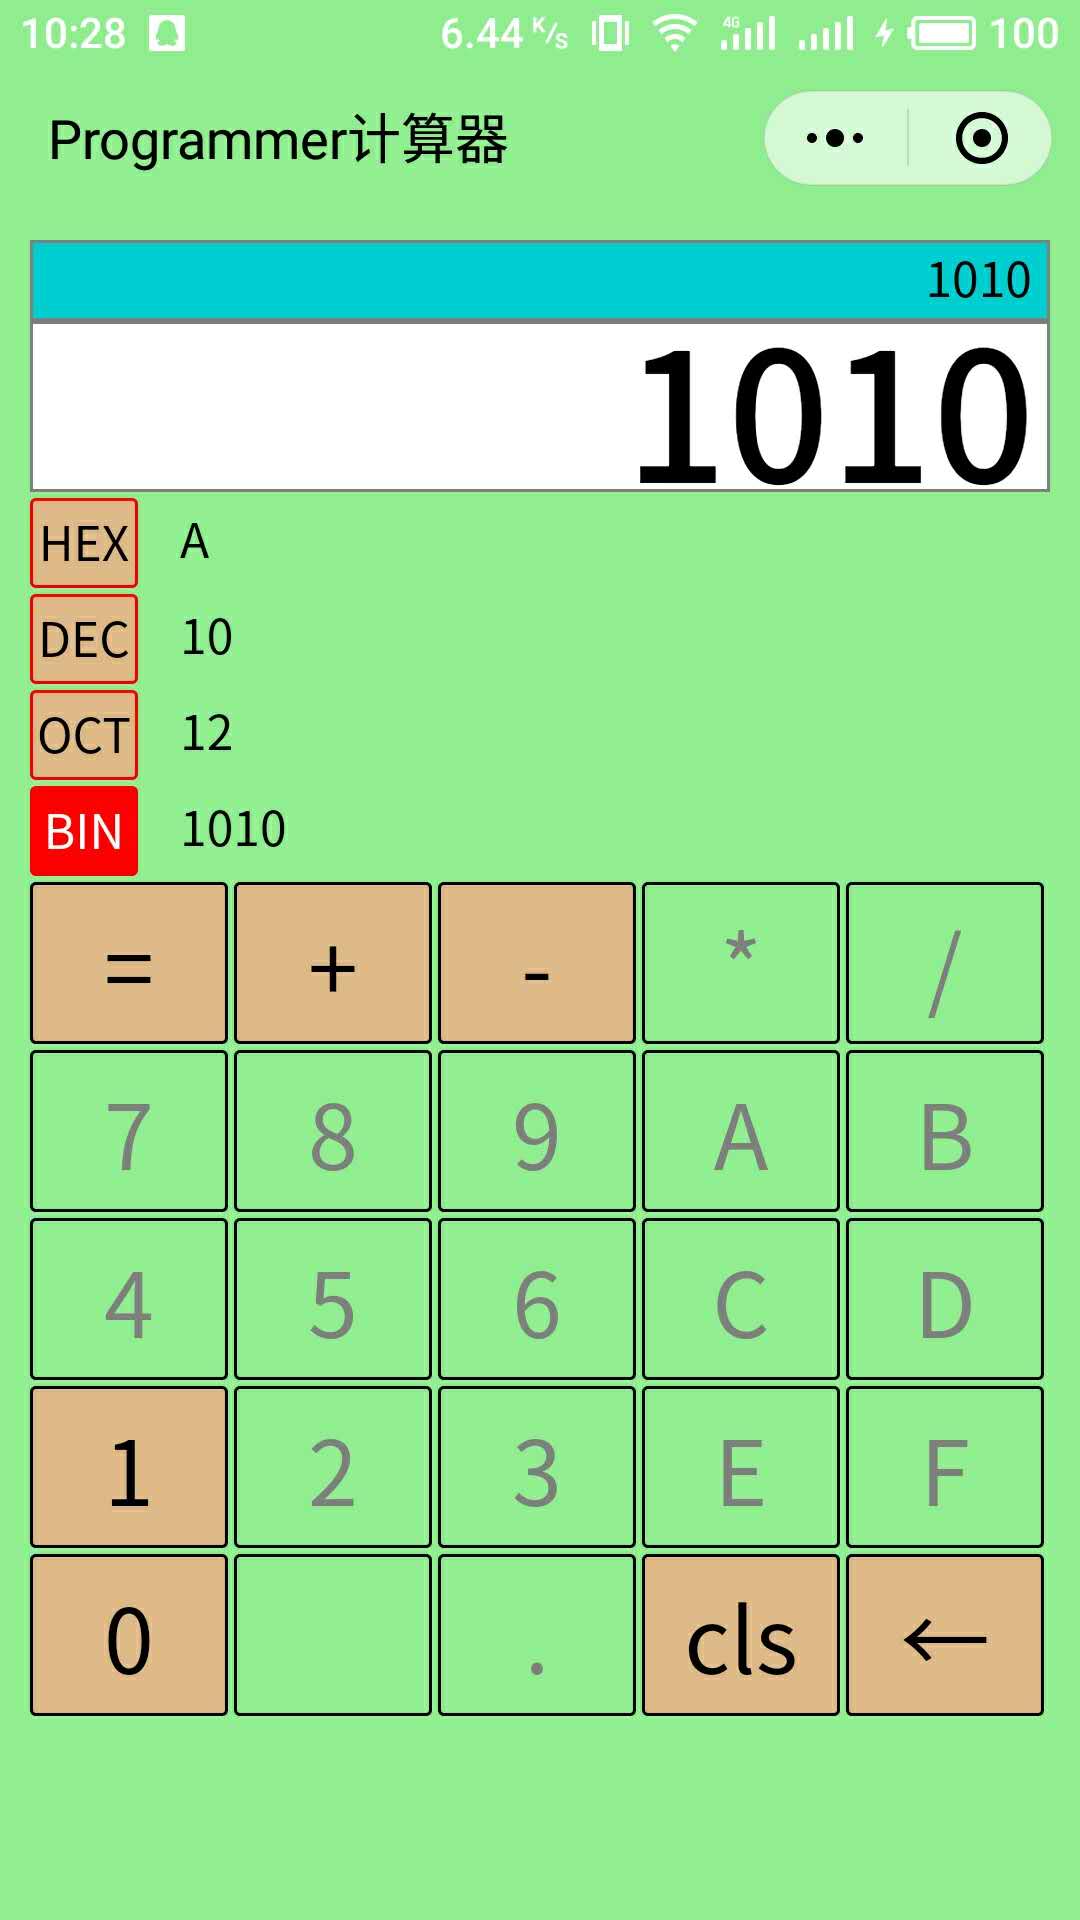 10:28 6.44 K/s 4G 100
Programmer计算器
1010
1010
HEX A
DEC 10
OCT 12
BIN 1010
= + - * /
7 8 9 A B
4 5 6 C D
1 2 3 E F
0 . cls ←